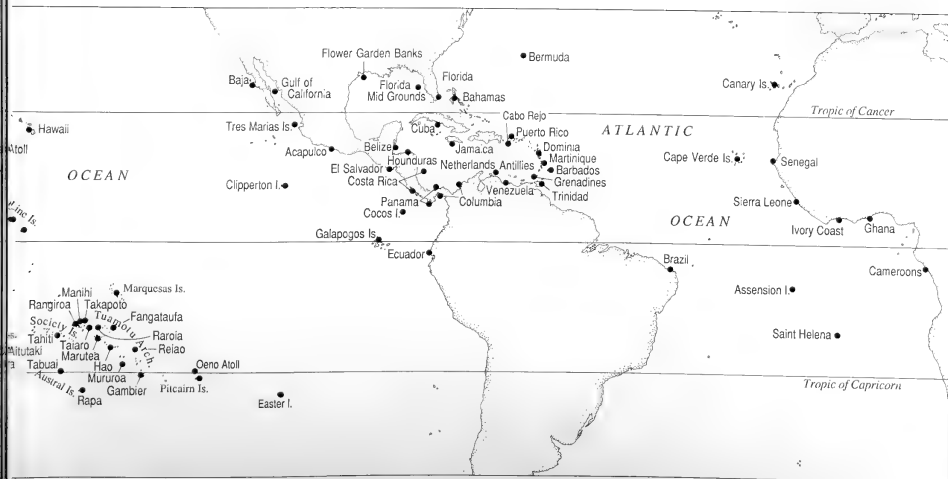 Flower Garden Banks
Bermuda
Baja
Gulf of
California
Florida
Mid Grounds
Florida
Bahamas
Canary Is.
Tropic of Cancer
Hawaii
Atoll
Tres Marias Is.
Cuba
Cabo Rejo
Puerto Rico
ATLANTIC
Acapulco
Belize
Jamaica
Dominia
Martinique
Barbados
Cape Verde Is.
Senegal
OCEAN
Hounduras
El Salvador
Netherlands Antillies
Costa Rica
Grenadines
Clipperton I.
Venezuela
Trinidad
Panama
Columbia
Sierra Leone
Line Is.
Cocos I.
OCEAN
Ivory Coast
Ghana
Galapogos Is.
Ecuador
Brazil
Cameroons
Manihi
Marquesas Is.
Assension I.
Rangiroa
Takapoto
Society Is.
Tuamotu Arch.
Fangataufa
Tahiti
Taiaro
Raroia
Saint Helena
Aitutaki
Marutea
Reiao
Tabuai
Hao
Oeno Atoll
Mururoa
Austral Is.
Gambier
Pitcairn Is.
Tropic of Capricorn
Rapa
Easter I.